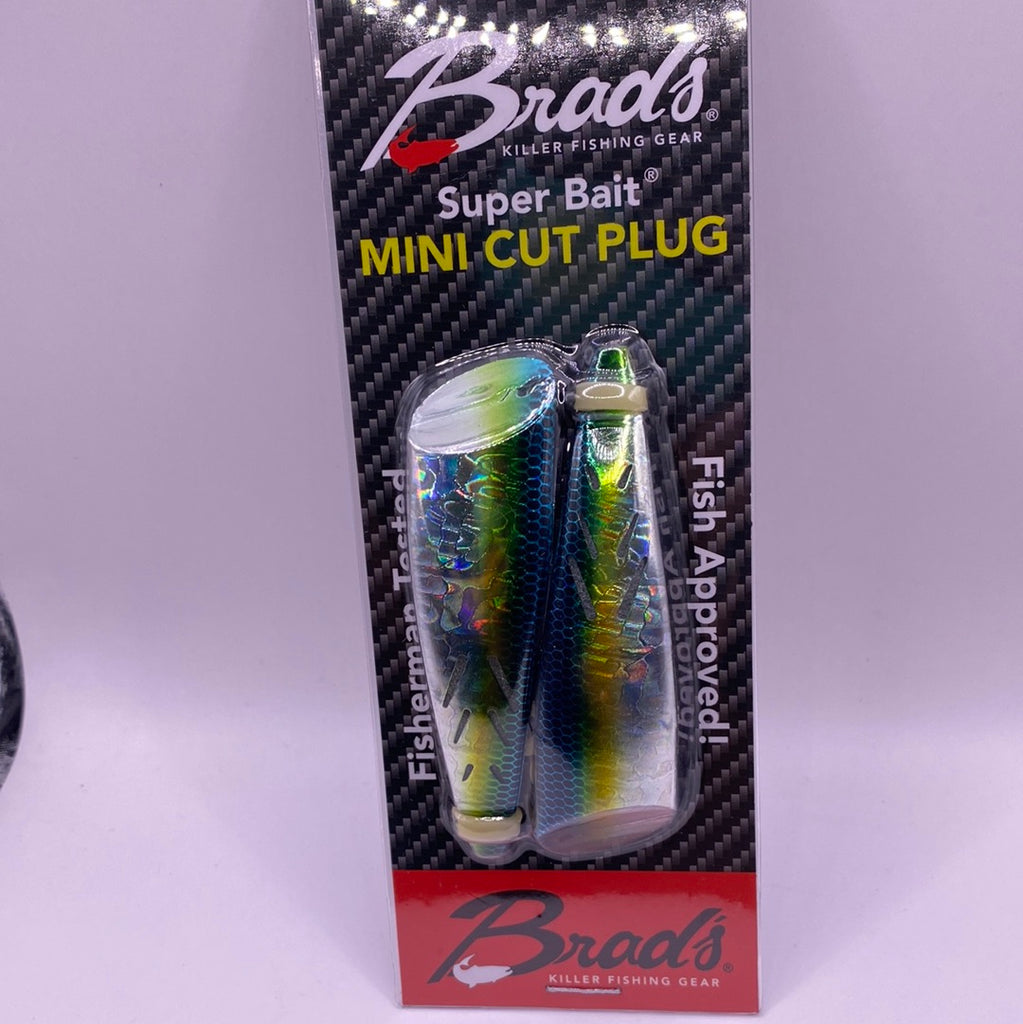 Brad's®
KILLER FISHING GEAR
Super Bait®
MINI CUT PLUG
Fisherman Tested
Fish Approved!
Brad's®
KILLER FISHING GEAR